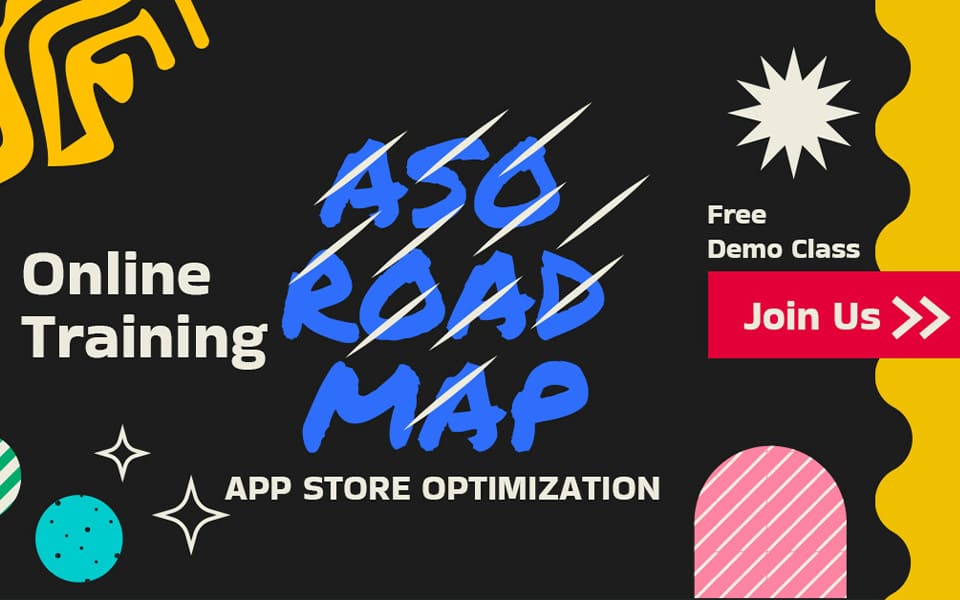 Online
Training
ASO
ROAD
MAP
APP STORE OPTIMIZATION
Free
Demo Class
Join Us